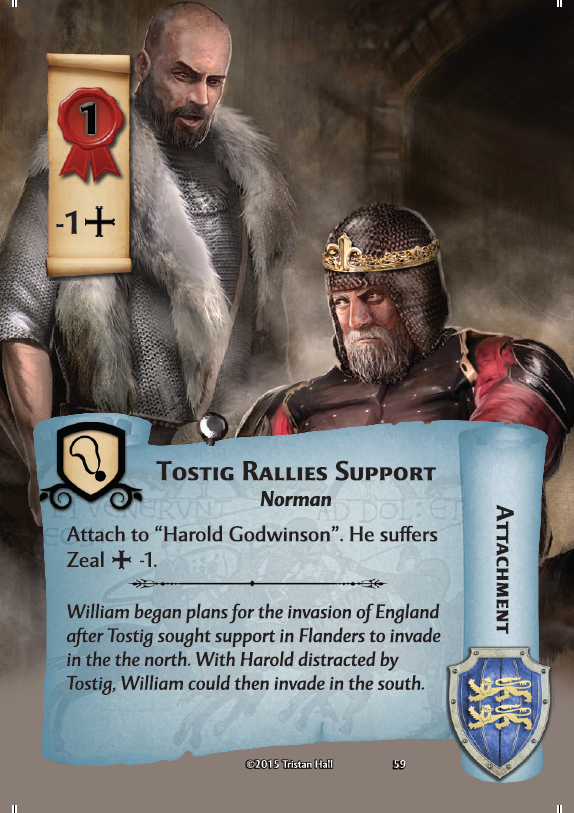 1
-1
Tostig Rallies Support
Norman
Attach to “Harold Godwinson”. He suffers
Zeal ✠ -1.
William began plans for the invasion of England
after Tostig sought support in Flanders to invade
in the the north. With Harold distracted by
Tostig, William could then invade in the south.
Attachment
©2015 Tristan Hall 59